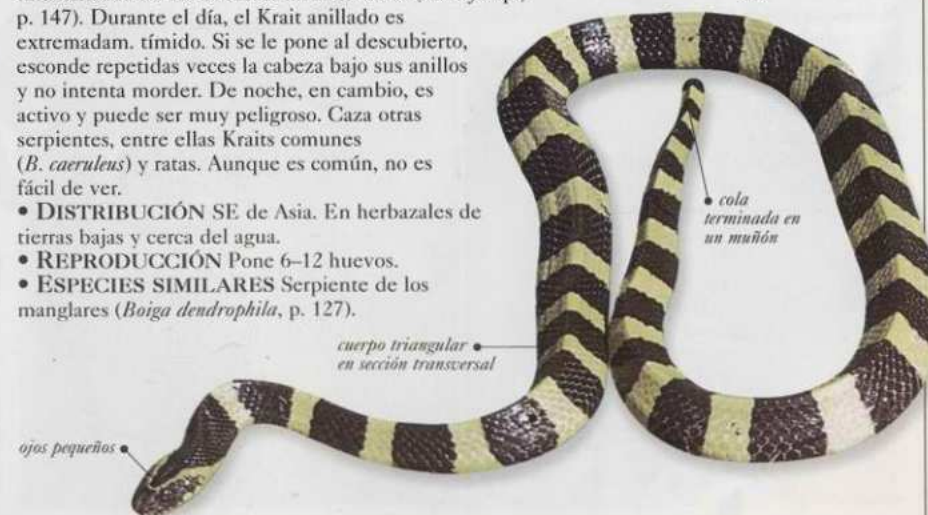 p. 147). Durante el día, el Krait anillado es
extremadam. tímido. Si se le pone al descubierto,
esconde repetidas veces la cabeza bajo sus anillos
y no intenta morder. De noche, en cambio, es
activo y puede ser muy peligroso. Caza otras
serpientes, entre ellas Kraits comunes
(B. caeruleus) y ratas. Aunque es común, no es
fácil de ver.
• DISTRIBUCIÓN SE de Asia. En herbazales de
tierras bajas y cerca del agua.
• REPRODUCCIÓN Pone 6–12 huevos.
• ESPECIES SIMILARES Serpiente de los
manglares (Boiga dendrophila, p. 127).
cola
terminada en
un muñón
cuerpo triangular
en sección transversal
ojos pequeños